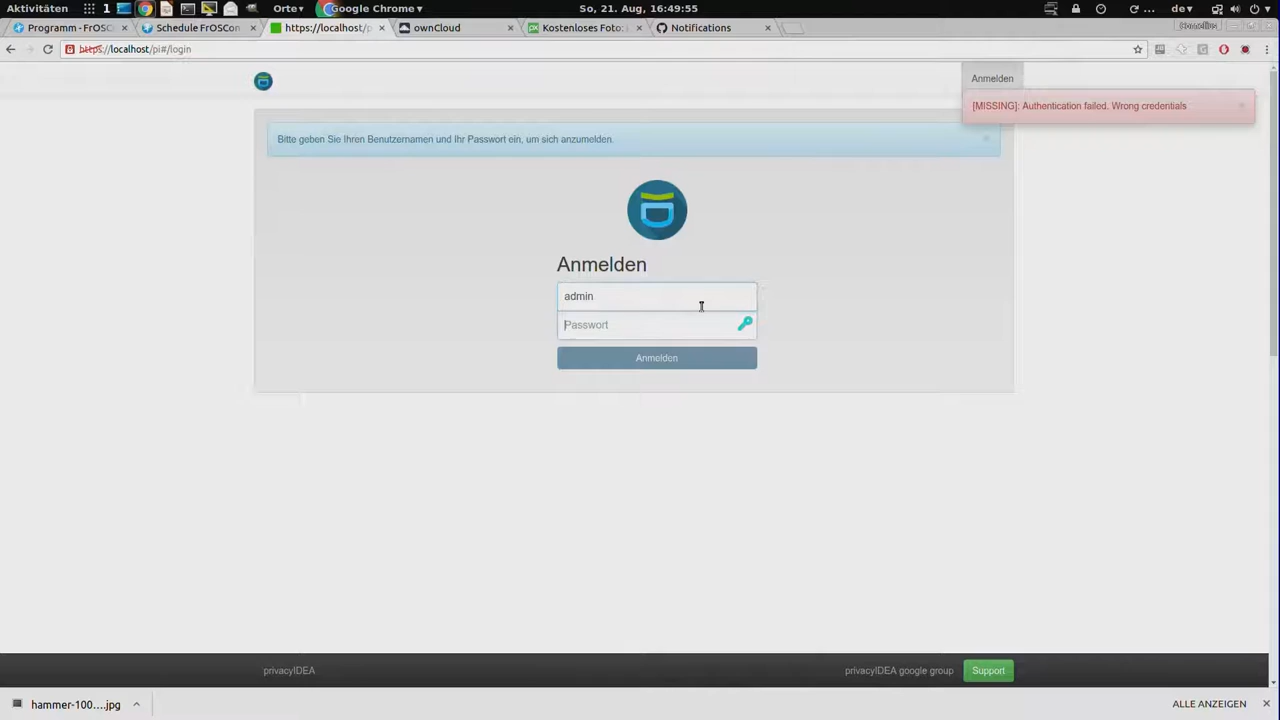 Aktivitäten
1
Orte
Google Chrome
So, 21. Aug, 16:49:55
de
Programm - FrOSC
Schedule FrOSCon
https://localhost/p
ownCloud
Kostenloses Foto:
Notifications
https://localhost/pi#/login
Anmelden
[MISSING]: Authentication failed. Wrong credentials
Bitte geben Sie Ihren Benutzernamen und Ihr Passwort ein, um sich anzumelden.
Anmelden
admin
Passwort
Anmelden
privacyIDEA
privacyIDEA google group
Support
hammer-100....jpg
ALLE ANZEIGEN